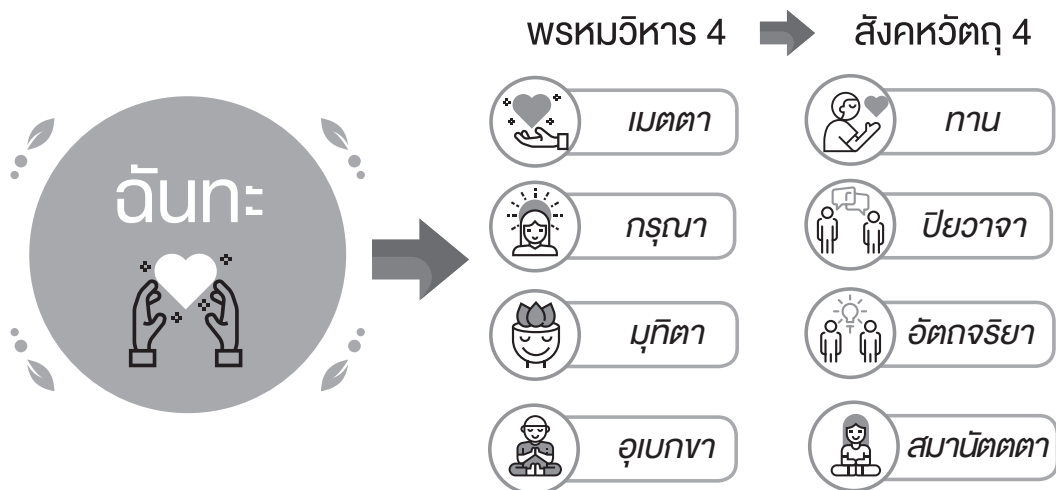 ฉันทะ
พรหมวิหาร 4
เมตตา
กรุณา
มุทิตา
อุเบกขา
สังคหวัตถุ 4
ทาน
ปิยวาจา
อัตถจริยา
สมานัตตตา